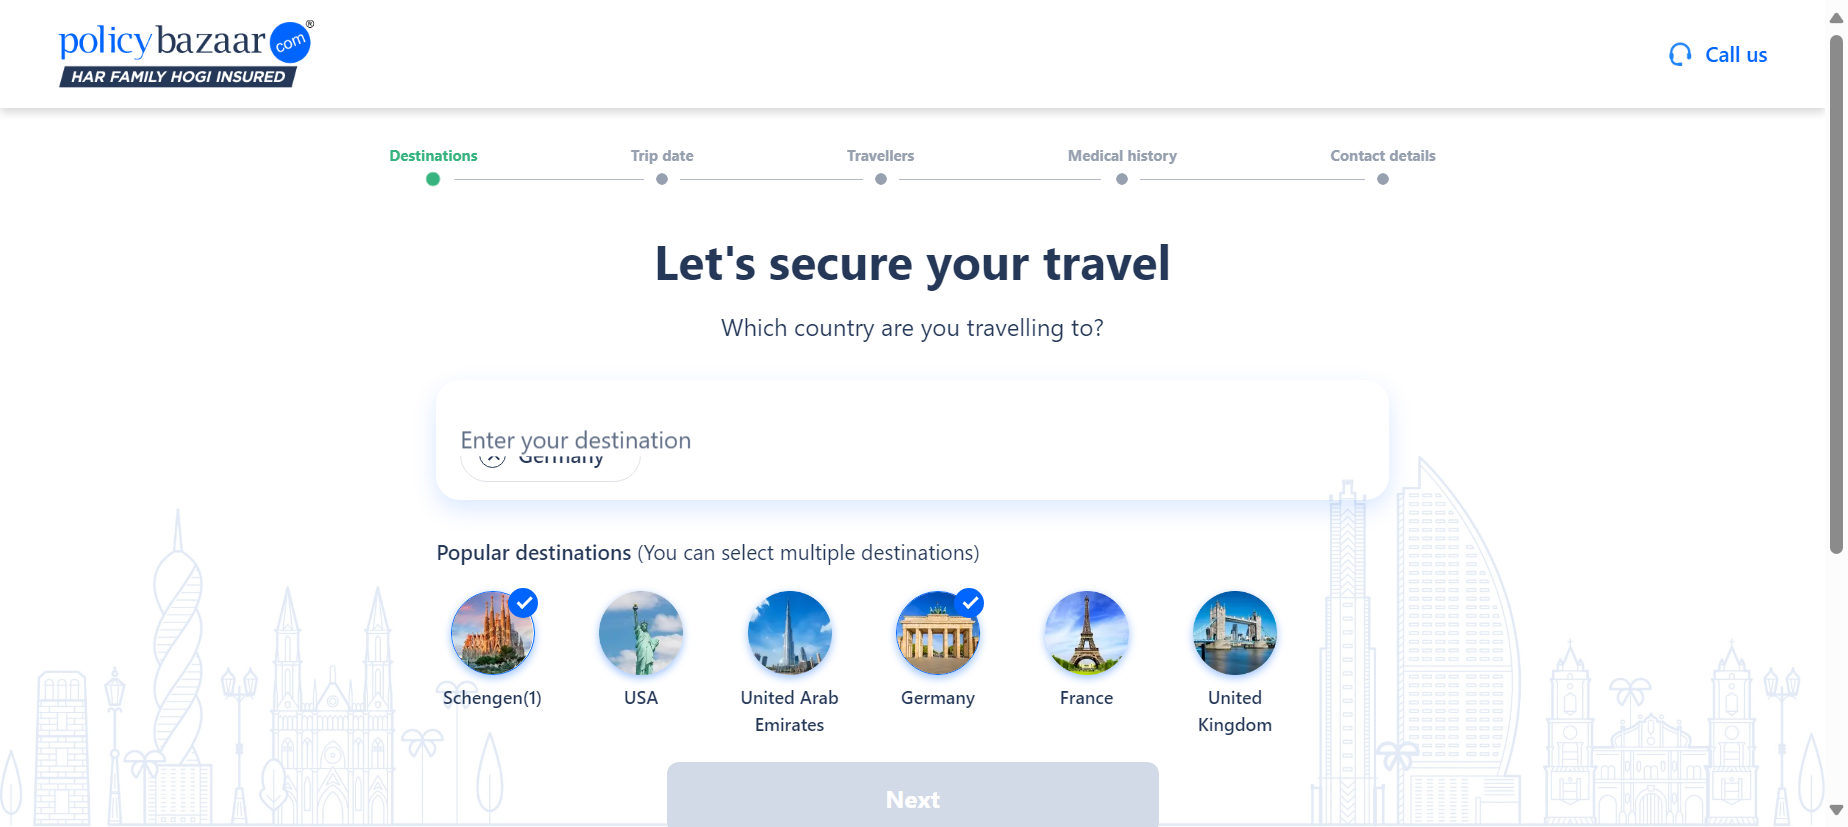 policybazaar.com®
HAR FAMILY HOGI INSURED
Call us
Destinations
Trip date
Travellers
Medical history
Contact details
Let's secure your travel
Which country are you travelling to?
Enter your destination
Germany
Popular destinations (You can select multiple destinations)
Schengen(1)
USA
United Arab
Emirates
Germany
France
United
Kingdom
Next